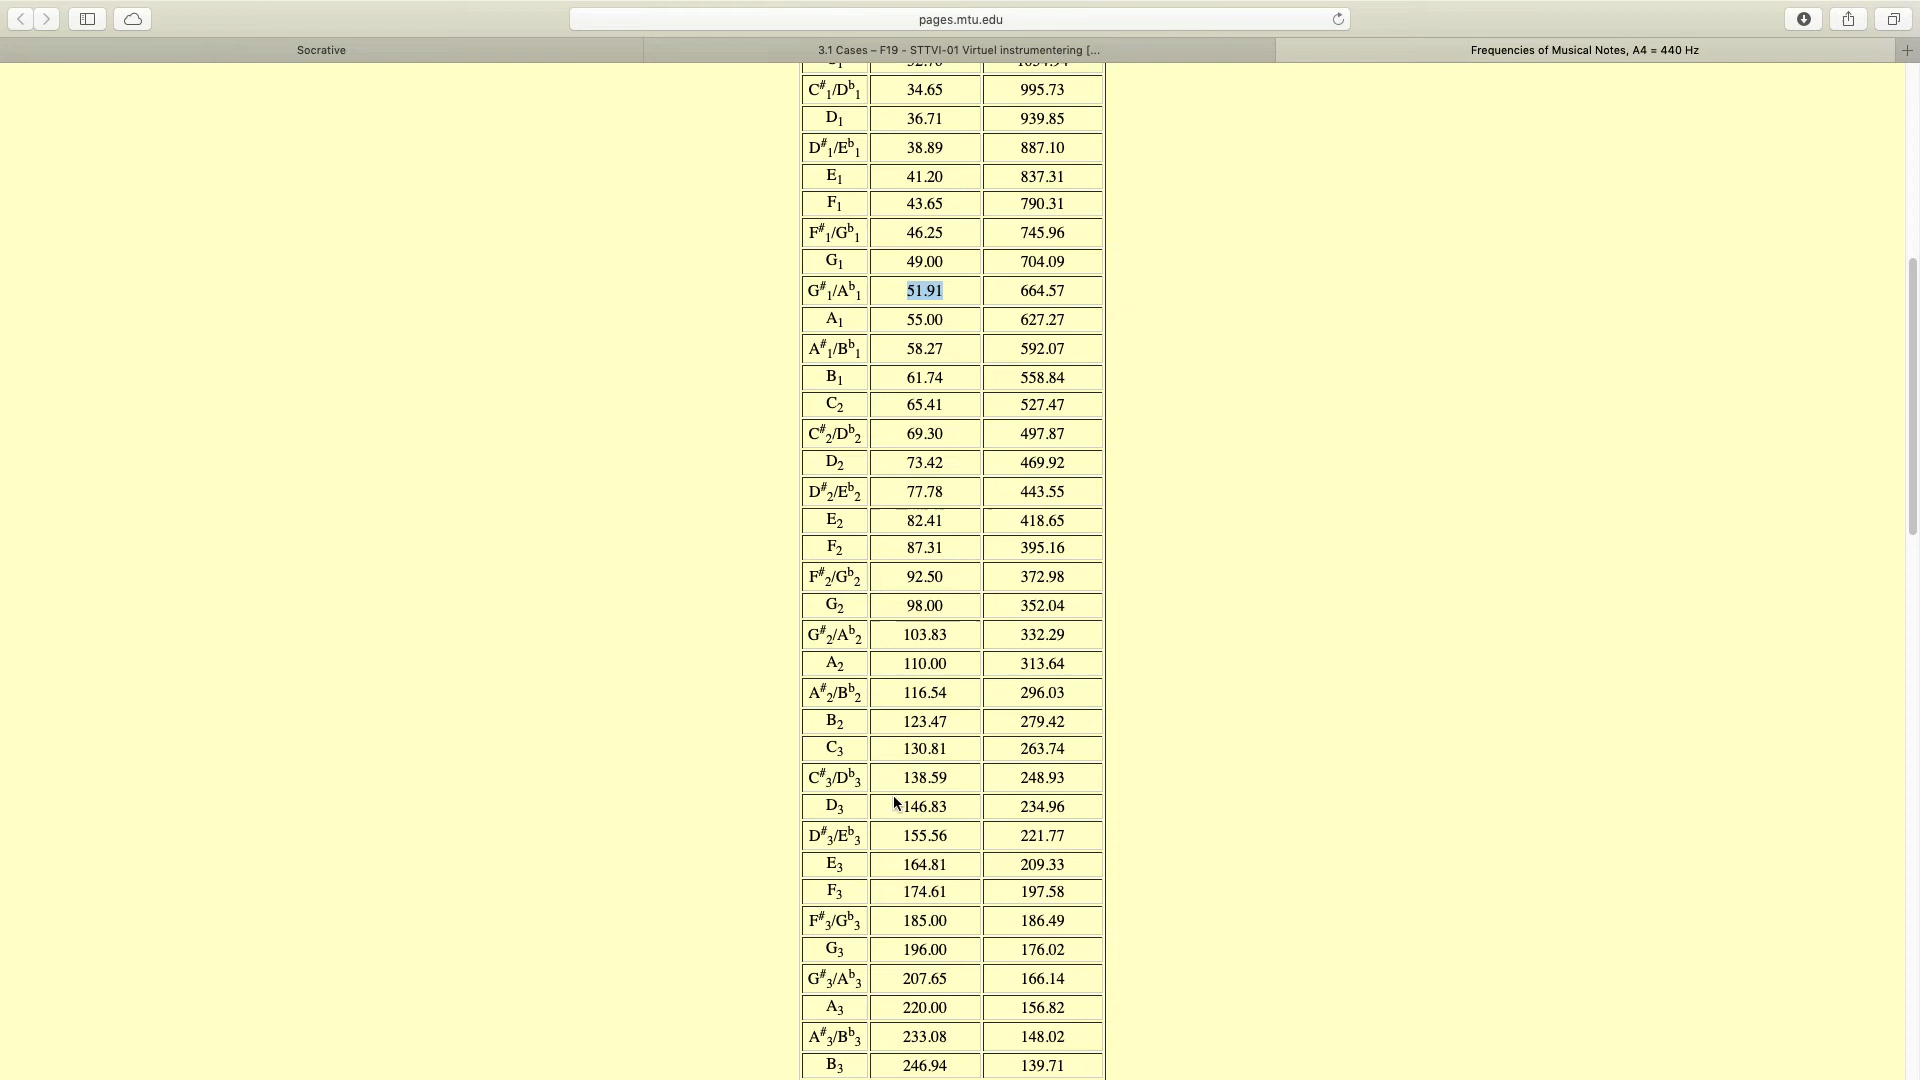 pages.mtu.edu
Socrative
3.1 Cases – F19 - STTVI-01 Virtuel instrumentering [...
Frequencies of Musical Notes, A4 = 440 Hz
C#1/Db1 34.65 995.73
D1 36.71 939.85
D#1/Eb1 38.89 887.10
E1 41.20 837.31
F1 43.65 790.31
F#1/Gb1 46.25 745.96
G1 49.00 704.09
G#1/Ab1 51.91 664.57
A1 55.00 627.27
A#1/Bb1 58.27 592.07
B1 61.74 558.84
C2 65.41 527.47
C#2/Db2 69.30 497.87
D2 73.42 469.92
D#2/Eb2 77.78 443.55
E2 82.41 418.65
F2 87.31 395.16
F#2/Gb2 92.50 372.98
G2 98.00 352.04
G#2/Ab2 103.83 332.29
A2 110.00 313.64
A#2/Bb2 116.54 296.03
B2 123.47 279.42
C3 130.81 263.74
C#3/Db3 138.59 248.93
D3 146.83 234.96
D#3/Eb3 155.56 221.77
E3 164.81 209.33
F3 174.61 197.58
F#3/Gb3 185.00 186.49
G3 196.00 176.02
G#3/Ab3 207.65 166.14
A3 220.00 156.82
A#3/Bb3 233.08 148.02
B3 246.94 139.71